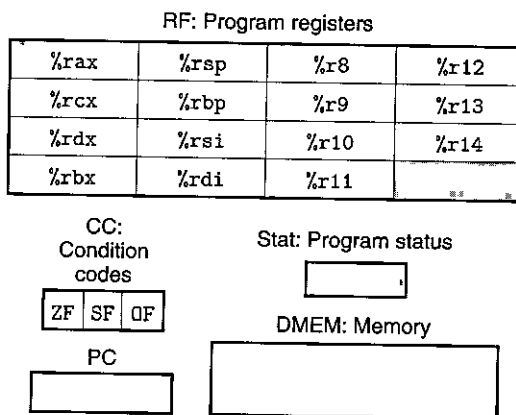 RF: Program registers
%rax %rsp %r8 %r12
%rcx %rbp %r9 %r13
%rdx %rsi %r10 %r14
%rbx %rdi %r11
CC:
Condition
codes
ZF SF OF
Stat: Program status
DMEM: Memory
PC